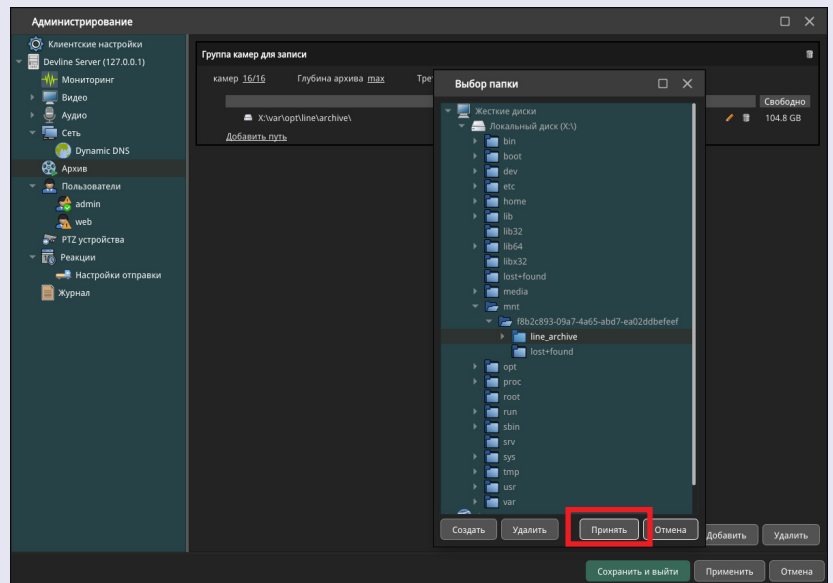 Администрирование
Клиентские настройки
Devline Server (127.0.0.1)
Мониторинг
Видео
Аудио
Сеть
Dynamic DNS
Архив
Пользователи
admin
web
PTZ устройства
Реакции
Настройки отправки
Журнал
Группа камер для записи
камер 16/16 Глубина архива max Тре
Свободно
X:\var\opt\line\archive\ 104.8 GB
Добавить путь
Выбор папки
Жесткие диски
Локальный диск (X:\)
bin
boot
dev
etc
home
lib
lib32
lib64
libx32
lost+found
media
mnt
f8b2c893-09a7-4a65-abd7-ea02ddbefeef
line_archive
lost+found
opt
proc
root
run
sbin
srv
sys
tmp
usr
var
Создать Удалить Принять Отмена
Добавить Удалить
Сохранить и выйти Применить Отмена